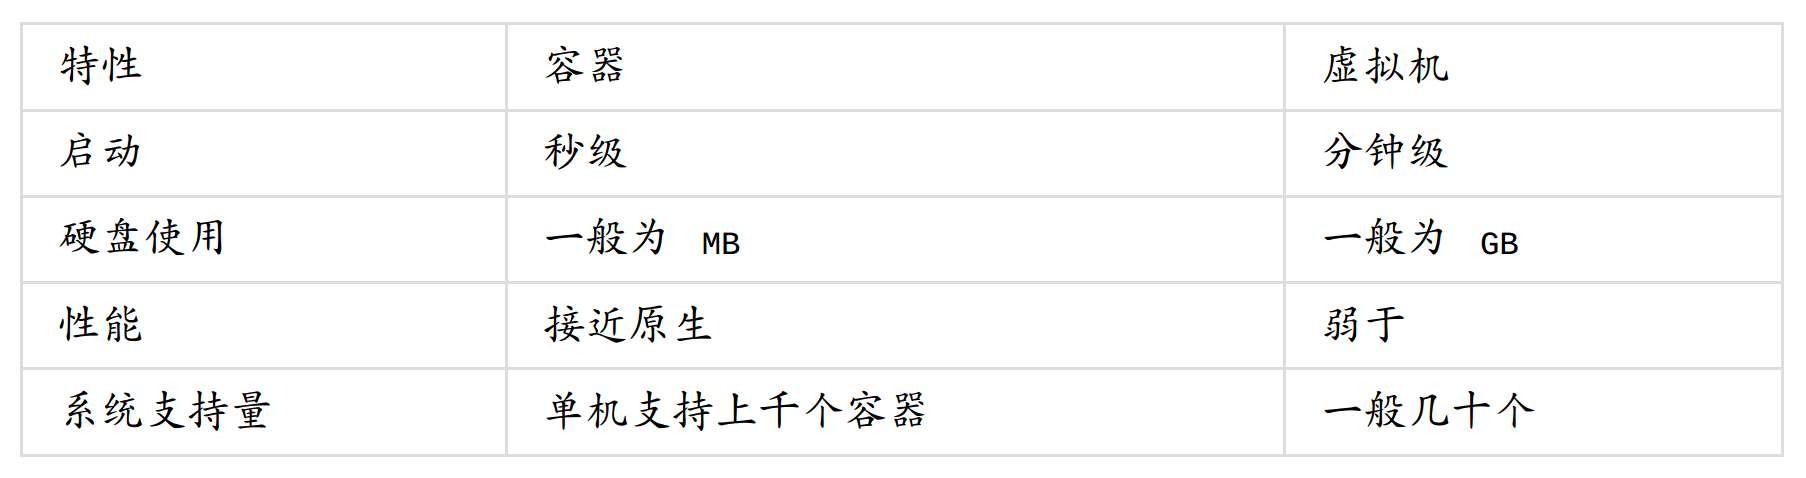 特性 容器 虚拟机
启动 秒级 分钟级
硬盘使用 一般为 MB 一般为 GB
性能 接近原生 弱于
系统支持量 单机支持上千个容器 一般几十个